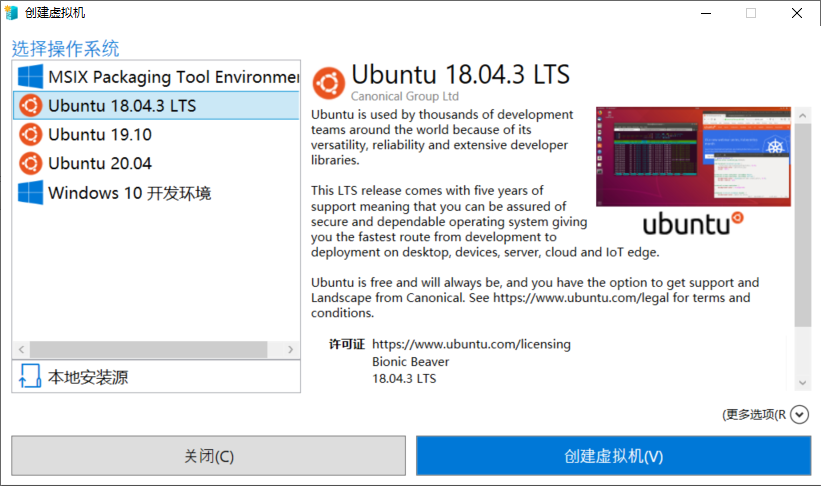 创建虚拟机
选择操作系统
MSIX Packaging Tool Environmen
Ubuntu 18.04.3 LTS
Ubuntu 19.10
Ubuntu 20.04
Windows 10 开发环境
本地安装源
Ubuntu 18.04.3 LTS
Canonical Group Ltd
Ubuntu is used by thousands of development
teams around the world because of its
versatility, reliability and extensive developer
libraries.
This LTS release comes with five years of
support meaning that you can be assured of
secure and dependable operating system giving
you the fastest route from development to
deployment on desktop, devices, server, cloud and IoT edge.
ubuntu
Ubuntu is free and will always be, and you have the option to get support and
Landscape from Canonical. See https://www.ubuntu.com/legal for terms and
conditions.
许可证 https://www.ubuntu.com/licensing
Bionic Beaver
18.04.3 LTS
(更多选项(R
关闭(C)
创建虚拟机(V)